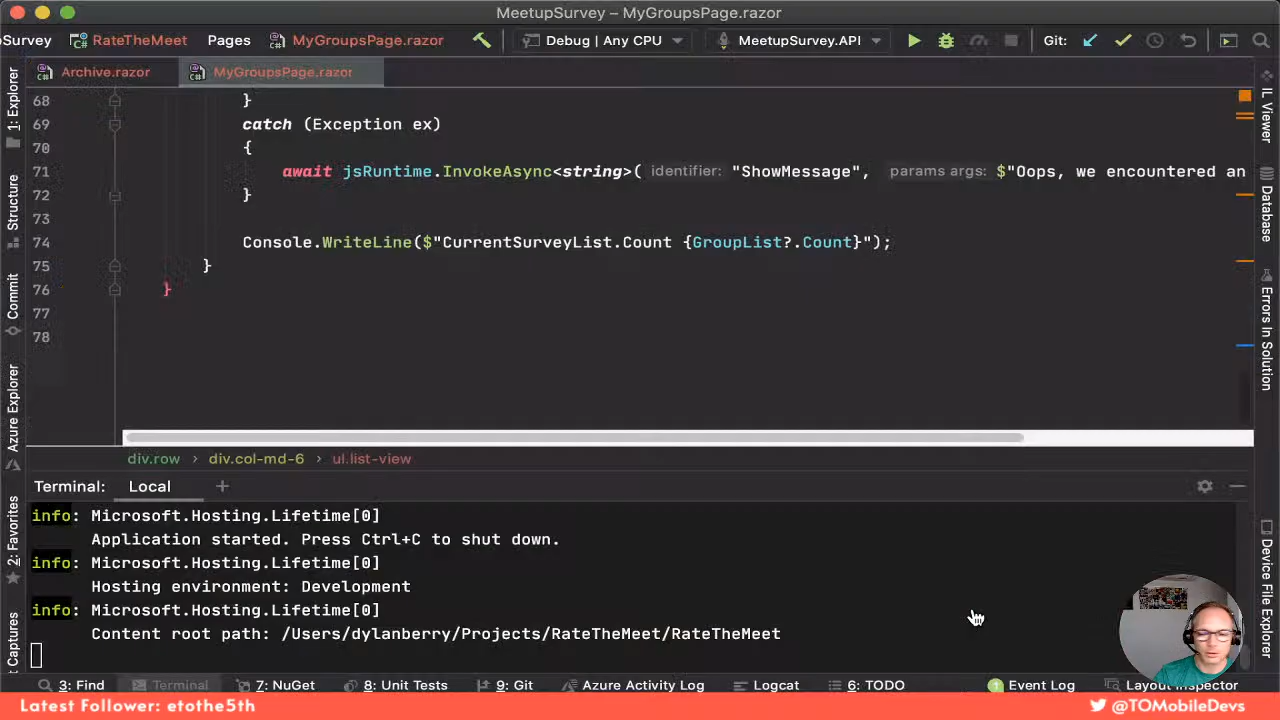 MeetupSurvey – MyGroupsPage.razor
Survey RateTheMeet Pages MyGroupsPage.razor Debug | Any CPU MeetupSurvey.API Git:
Archive.razor MyGroupsPage.razor
68 }
69 catch (Exception ex)
70 {
71 await jsRuntime.InvokeAsync<string>( identifier: "ShowMessage", params args: $"Oops, we encountered an
72 }
73
74 Console.WriteLine($"CurrentSurveyList.Count {GroupList?.Count}");
75 }
76 }
77
78
div.row › div.col-md-6 › ul.list-view
Terminal: Local +
info: Microsoft.Hosting.Lifetime[0]
Application started. Press Ctrl+C to shut down.
info: Microsoft.Hosting.Lifetime[0]
Hosting environment: Development
info: Microsoft.Hosting.Lifetime[0]
Content root path: /Users/dylanberry/Projects/RateTheMeet/RateTheMeet
3: Find Terminal 7: NuGet 8: Unit Tests 9: Git Azure Activity Log Logcat 6: TODO 1 Event Log Layout Inspector
Latest Follower: etothe5th @TOMobileDevs
1: Explorer
Structure
Commit
Azure Explorer
2: Favorites
t Captures
IL Viewer
Database
Errors In Solution
Device File Explorer